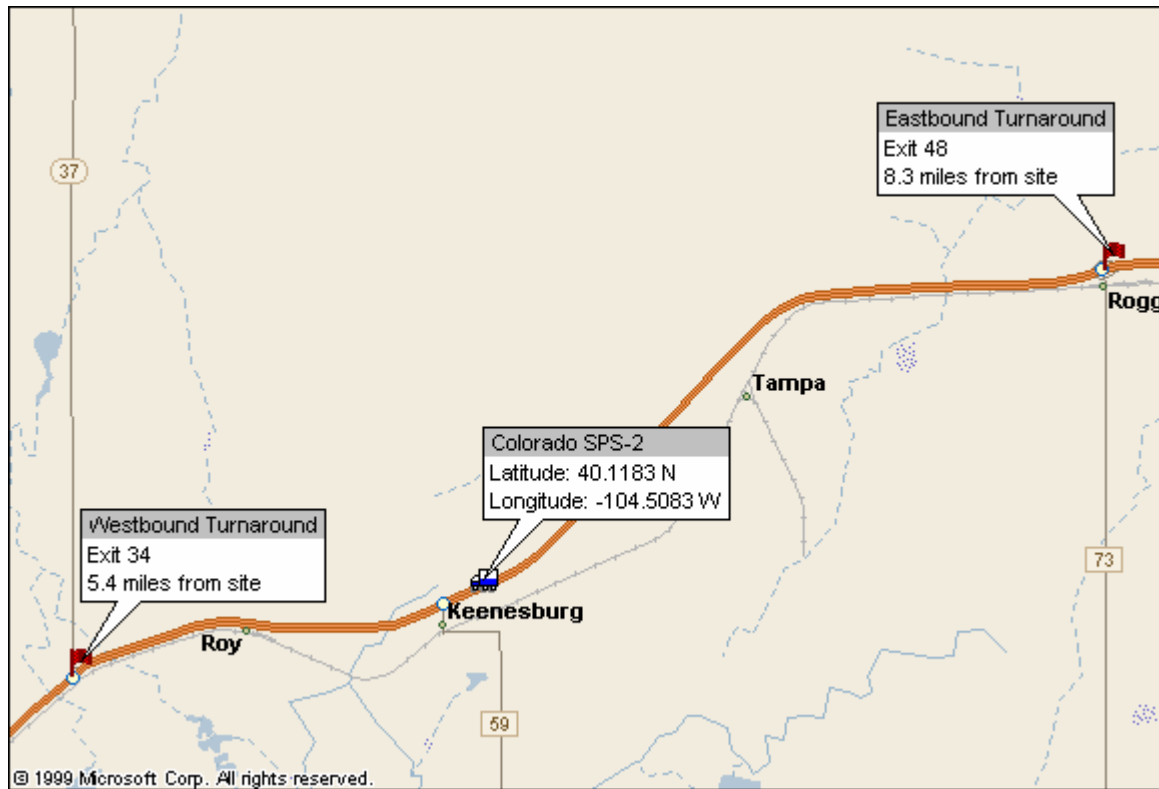 Eastbound Turnaround
Exit 48
8.3 miles from site
37
Rogg
Tampa
Colorado SPS-2
Latitude: 40.1183 N
Longitude: -104.5083 W
Westbound Turnaround
Exit 34
5.4 miles from site
73
Keenesburg
Roy
59
© 1999 Microsoft Corp. All rights reserved.